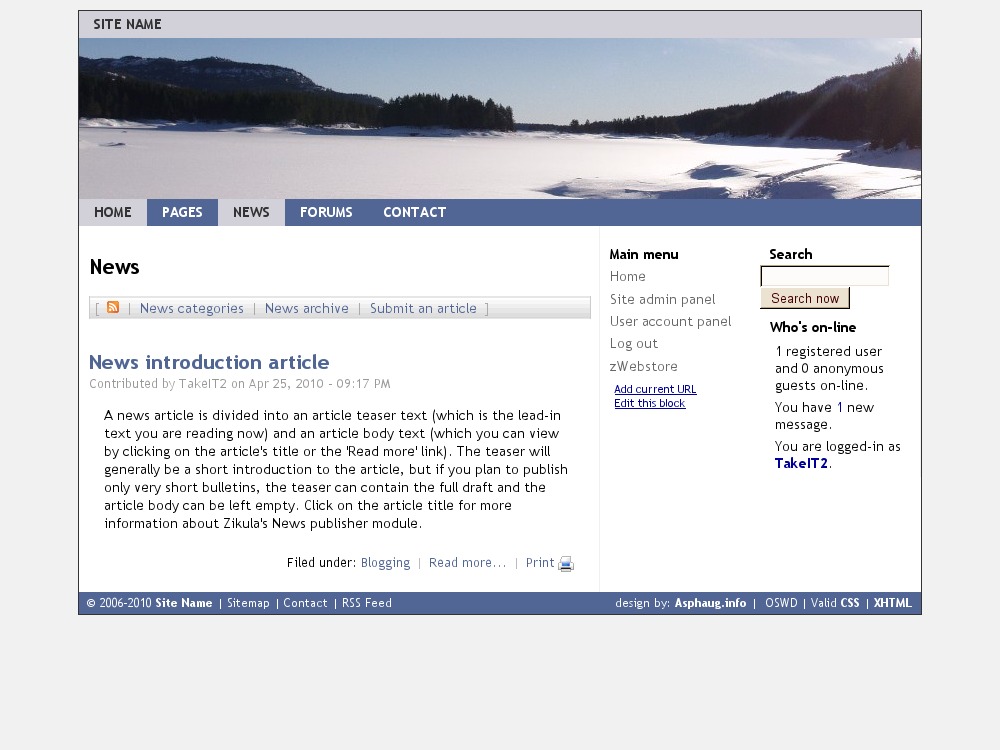 SITE NAME
HOME PAGES NEWS FORUMS CONTACT
News
[ | News categories | News archive | Submit an article ]
News introduction article
Contributed by TakeIT2 on Apr 25, 2010 - 09:17 PM
A news article is divided into an article teaser text (which is the lead-in
text you are reading now) and an article body text (which you can view
by clicking on the article's title or the 'Read more' link). The teaser will
generally be a short introduction to the article, but if you plan to publish
only very short bulletins, the teaser can contain the full draft and the
article body can be left empty. Click on the article title for more
information about Zikula's News publisher module.
Filed under: Blogging | Read more... | Print
Main menu
Home
Site admin panel
User account panel
Log out
zWebstore
Add current URL
Edit this block
Search
Search now
Who's on-line
1 registered user
and 0 anonymous
guests on-line.
You have 1 new
message.
You are logged-in as
TakeIT2.
© 2006-2010 Site Name | Sitemap | Contact | RSS Feed
design by: Asphaug.info | OSWD | Valid CSS | XHTML